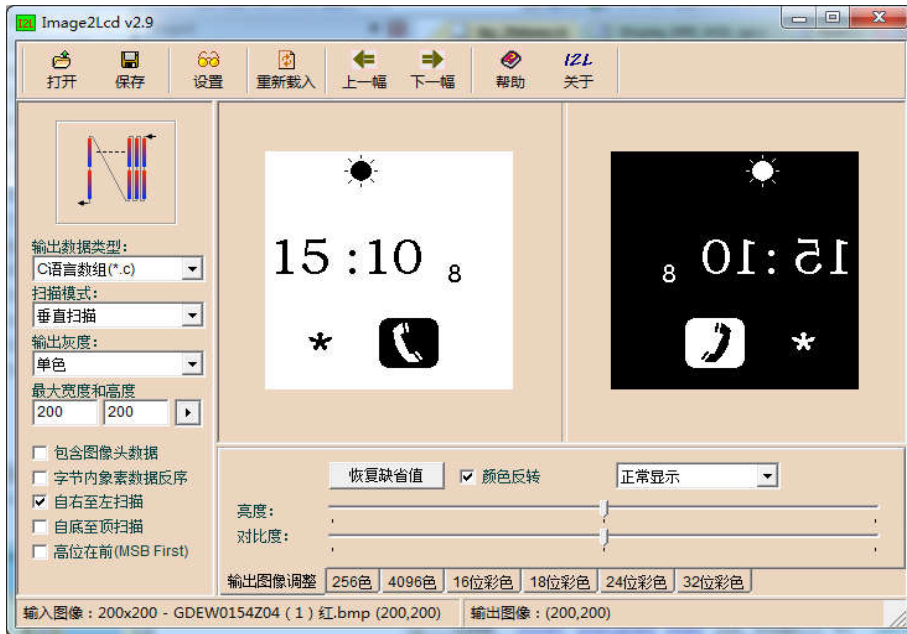 Image2Lcd v2.9
I2L
打开 保存 设置 重新载入 上一幅 下一幅 帮助 关于
输出数据类型:
C语言数组(*.c)
扫描模式:
垂直扫描
输出灰度:
单色
最大宽度和高度
200 200
包含图像头数据
字节内象素数据反序
自右至左扫描
自底至顶扫描
高位在前(MSB First)
15:10 8
8 01:51
恢复缺省值 颜色反转 正常显示
亮度:
对比度:
输出图像调整 256色 4096色 16位彩色 18位彩色 24位彩色 32位彩色
输入图像:200x200 - GDEW0154Z04(1)红.bmp (200,200) 输出图像:(200,200)